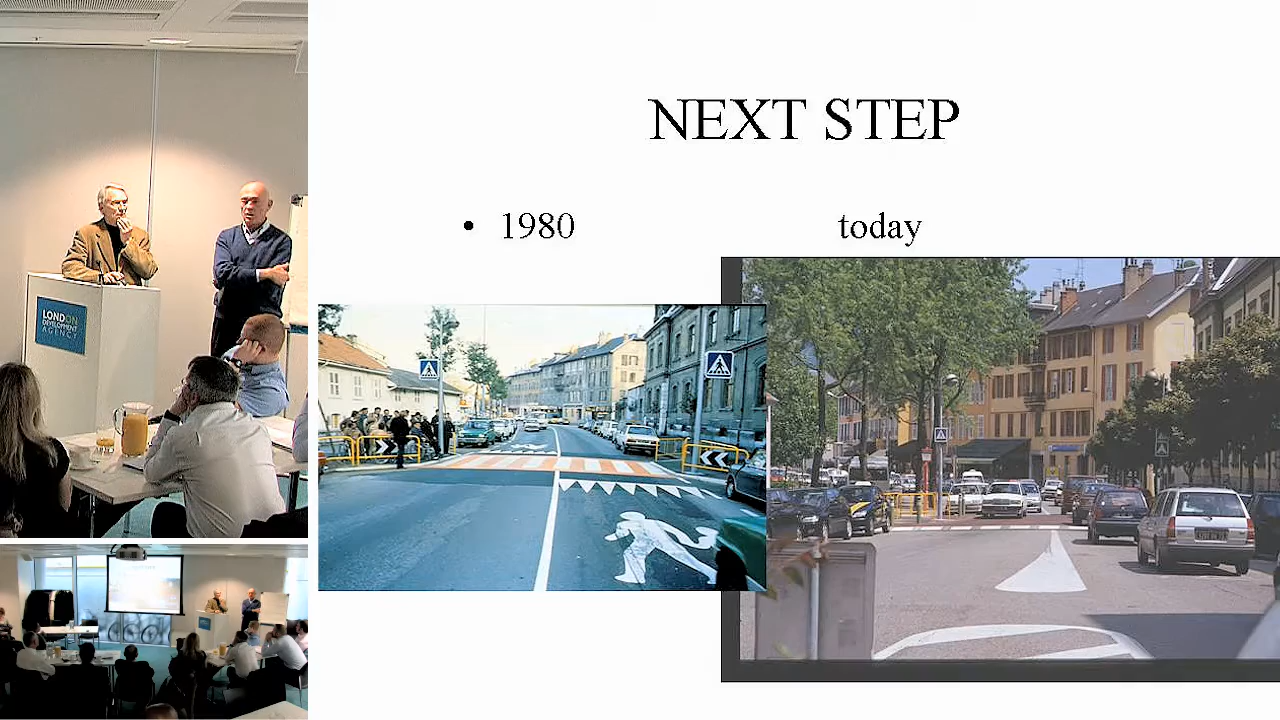 NEXT STEP
• 1980
today
LONDON
DEVELOPMENT
AGENCY